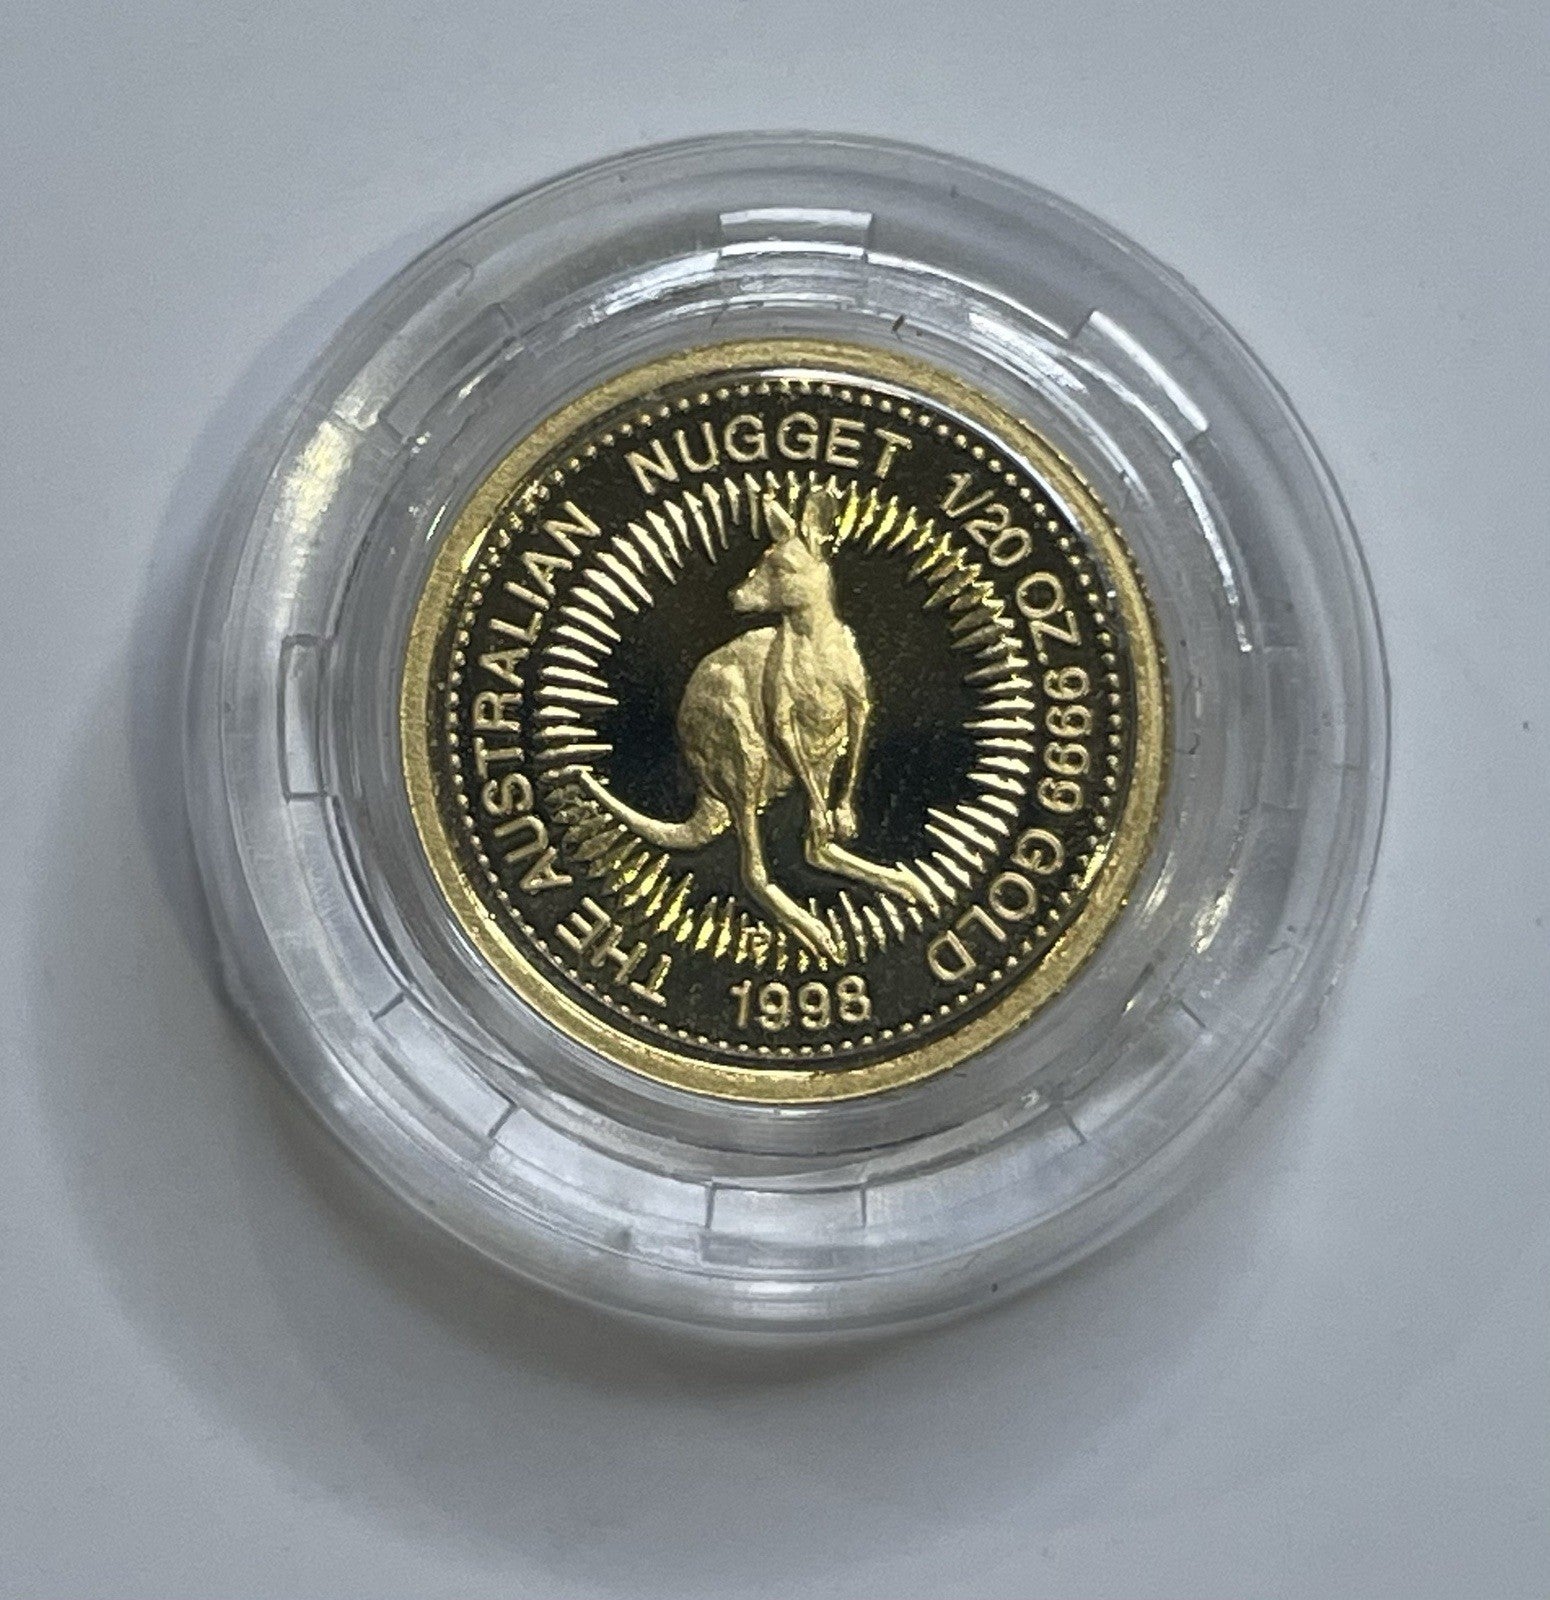 THE AUSTRALIAN NUGGET 1/20 OZ 9999 GOLD
1998